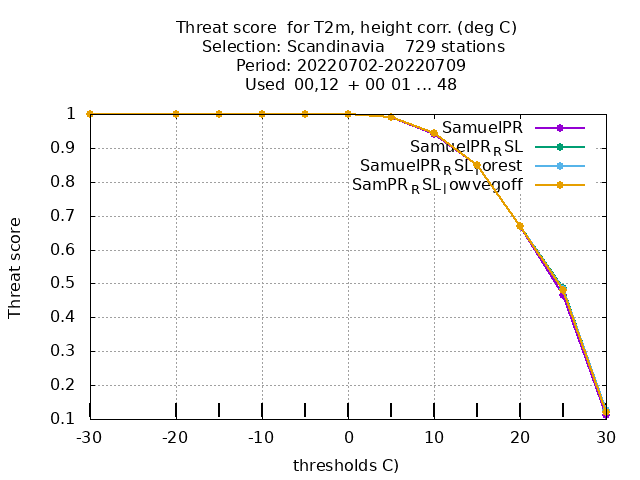 Threat score  for T2m, height corr. (deg C)
Selection: Scandinavia    729 stations
Period: 20220702-20220709
Used  00,12  + 00 01 ... 48
1
0.9
0.8
0.7
0.6
0.5
0.4
0.3
0.2
0.1
Threat score
SamuelPR
SamuelPR_RSL
SamuelPR_RSL_forest
SamPR_RSL_lowvegoff
-30
-20
-10
0
10
20
30
thresholds C)